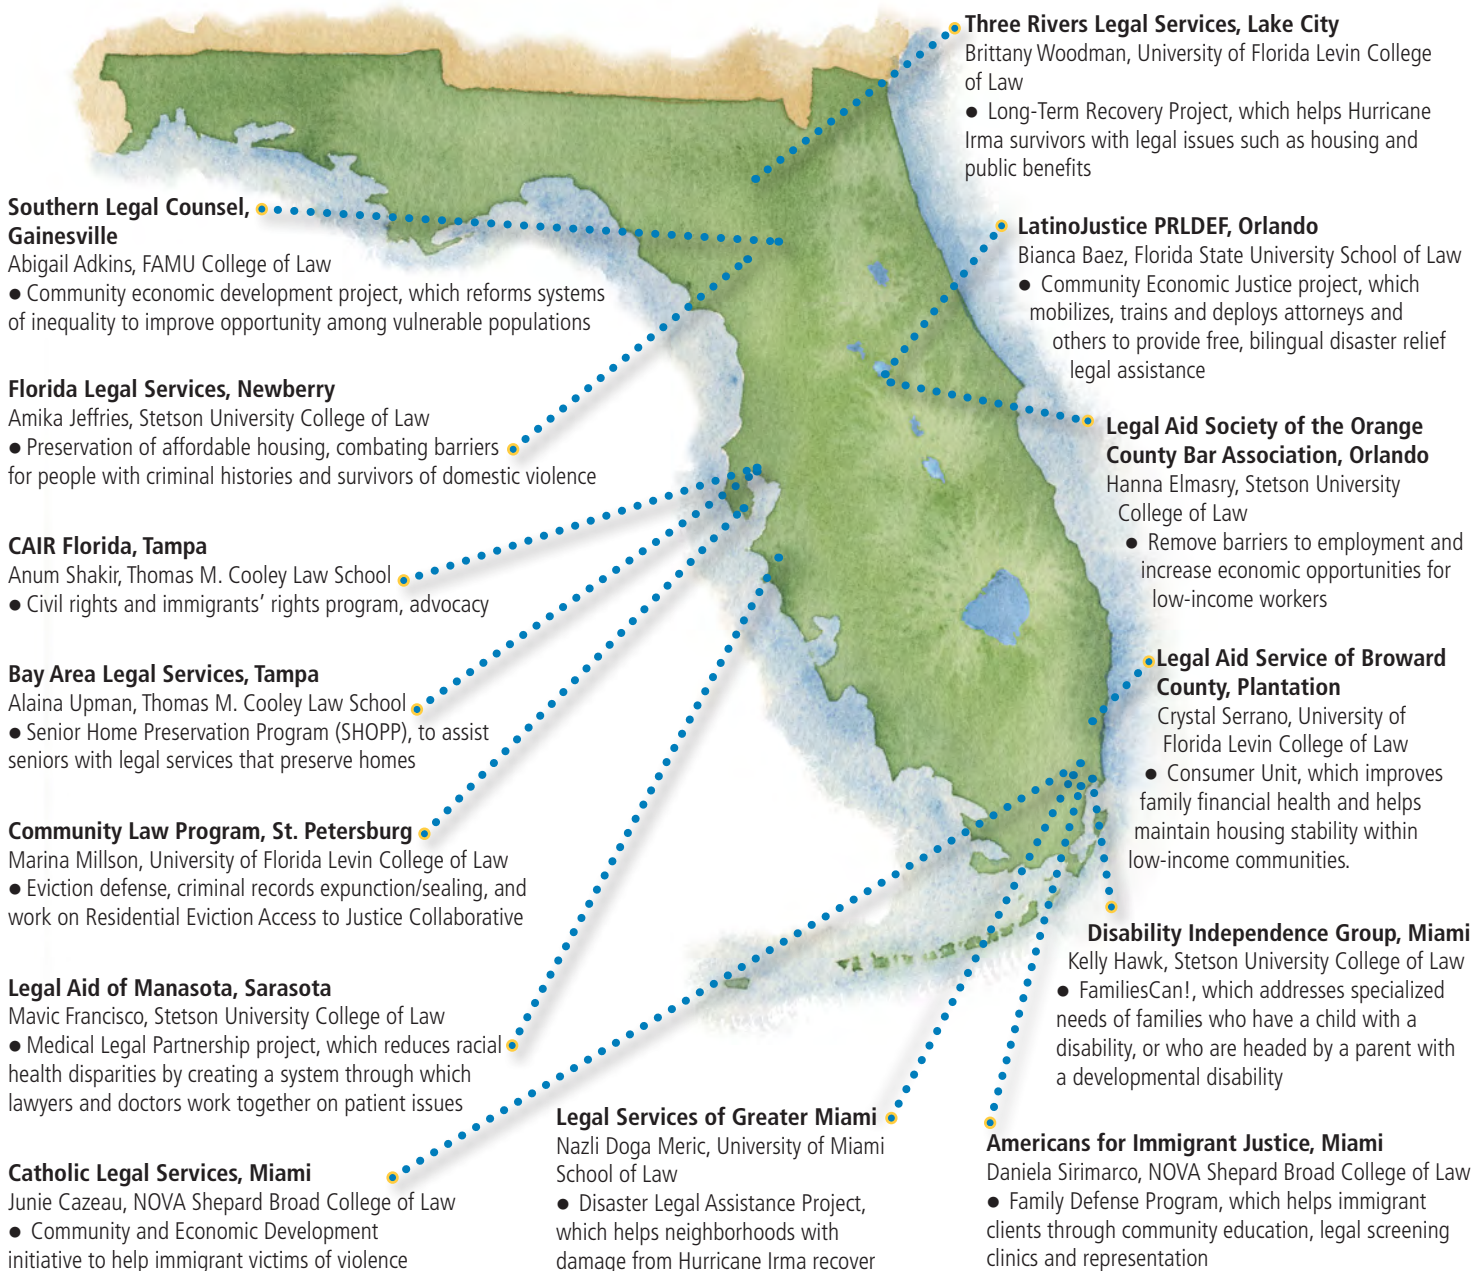 Three Rivers Legal Services, Lake City
Brittany Woodman, University of Florida Levin College
of Law
● Long-Term Recovery Project, which helps Hurricane
Irma survivors with legal issues such as housing and
public benefits
Southern Legal Counsel,
Gainesville
Abigail Adkins, FAMU College of Law
● Community economic development project, which reforms systems
of inequality to improve opportunity among vulnerable populations
LatinoJustice PRLDEF, Orlando
Bianca Baez, Florida State University School of Law
● Community Economic Justice project, which
mobilizes, trains and deploys attorneys and
others to provide free, bilingual disaster relief
legal assistance
Florida Legal Services, Newberry
Amika Jeffries, Stetson University College of Law
● Preservation of affordable housing, combating barriers
for people with criminal histories and survivors of domestic violence
Legal Aid Society of the Orange
County Bar Association, Orlando
Hanna Elmasry, Stetson University
College of Law
● Remove barriers to employment and
increase economic opportunities for
low-income workers
CAIR Florida, Tampa
Anum Shakir, Thomas M. Cooley Law School
● Civil rights and immigrants’ rights program, advocacy
Bay Area Legal Services, Tampa
Alaina Upman, Thomas M. Cooley Law School
● Senior Home Preservation Program (SHOPP), to assist
seniors with legal services that preserve homes
Legal Aid Service of Broward
County, Plantation
Crystal Serrano, University of
Florida Levin College of Law
● Consumer Unit, which improves
family financial health and helps
maintain housing stability within
low-income communities.
Community Law Program, St. Petersburg
Marina Millson, University of Florida Levin College of Law
● Eviction defense, criminal records expunction/sealing, and
work on Residential Eviction Access to Justice Collaborative
Disability Independence Group, Miami
Kelly Hawk, Stetson University College of Law
● FamiliesCan!, which addresses specialized
needs of families who have a child with a
disability, or who are headed by a parent with
a developmental disability
Legal Aid of Manasota, Sarasota
Mavic Francisco, Stetson University College of Law
● Medical Legal Partnership project, which reduces racial
health disparities by creating a system through which
lawyers and doctors work together on patient issues
Catholic Legal Services, Miami
Junie Cazeau, NOVA Shepard Broad College of Law
● Community and Economic Development
initiative to help immigrant victims of violence
Legal Services of Greater Miami
Nazli Doga Meric, University of Miami
School of Law
● Disaster Legal Assistance Project,
which helps neighborhoods with
damage from Hurricane Irma recover
Americans for Immigrant Justice, Miami
Daniela Sirimarco, NOVA Shepard Broad College of Law
● Family Defense Program, which helps immigrant
clients through community education, legal screening
clinics and representation